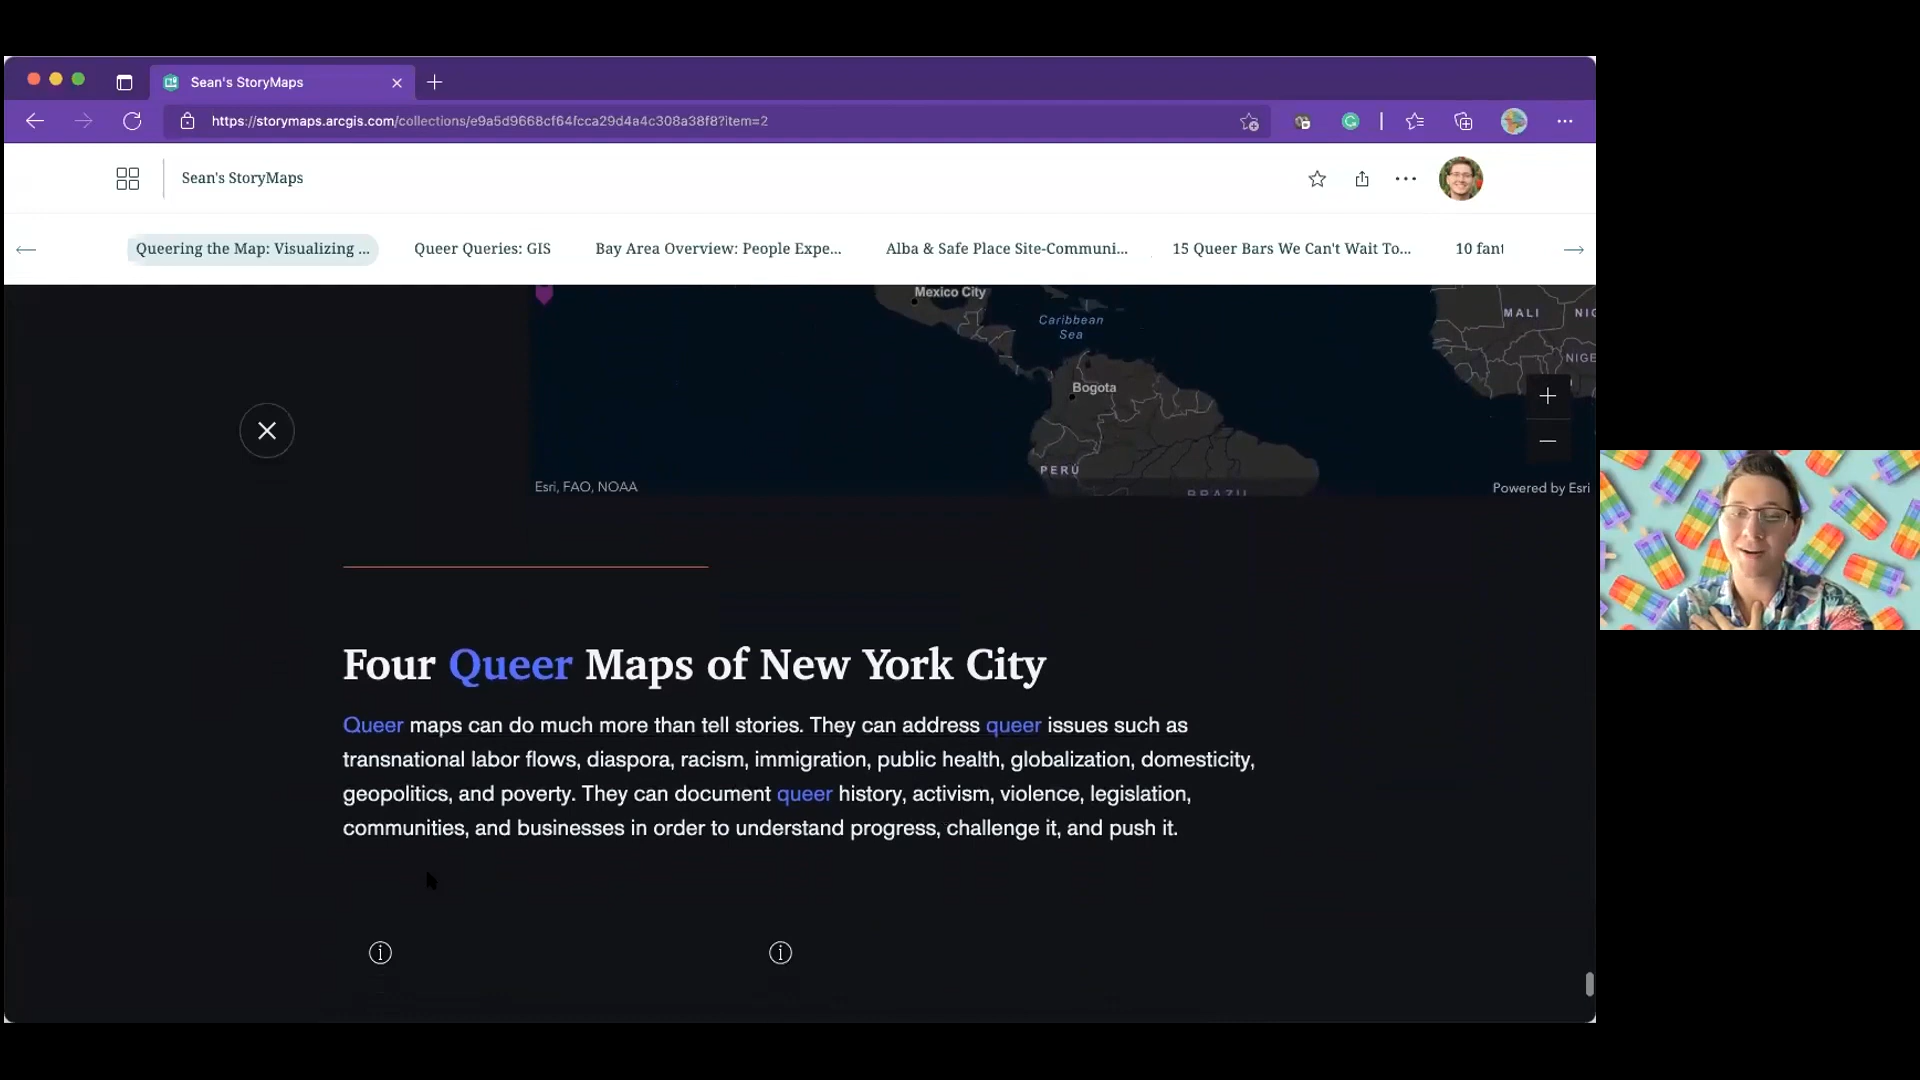 Sean's StoryMaps
https://storymaps.arcgis.com/collections/e9a5d9668cf64fcca29d4a4c308a38f8?item=2
Sean's StoryMaps
Queering the Map: Visualizing ...
Queer Queries: GIS
Bay Area Overview: People Expe...
Alba & Safe Place Site-Communi...
15 Queer Bars We Can't Wait To...
10 fant
Mexico City
Caribbean
Sea
MALI
NIG
NIGE
Bogota
PERÚ
BRAZIL
Esri, FAO, NOAA
Powered by Esri
Four Queer Maps of New York City
Queer maps can do much more than tell stories. They can address queer issues such as
transnational labor flows, diaspora, racism, immigration, public health, globalization, domesticity,
geopolitics, and poverty. They can document queer history, activism, violence, legislation,
communities, and businesses in order to understand progress, challenge it, and push it.